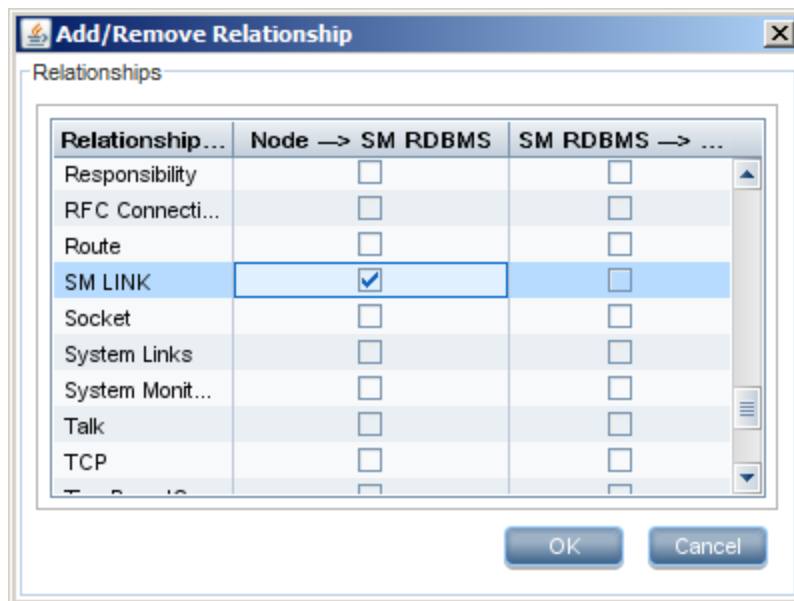 Add/Remove Relationship
Relationships
Relationship... Node —> SM RDBMS SM RDBMS —> ...
Responsibility
RFC Connecti...
Route
SM LINK
Socket
System Links
System Monit...
Talk
TCP
OK Cancel